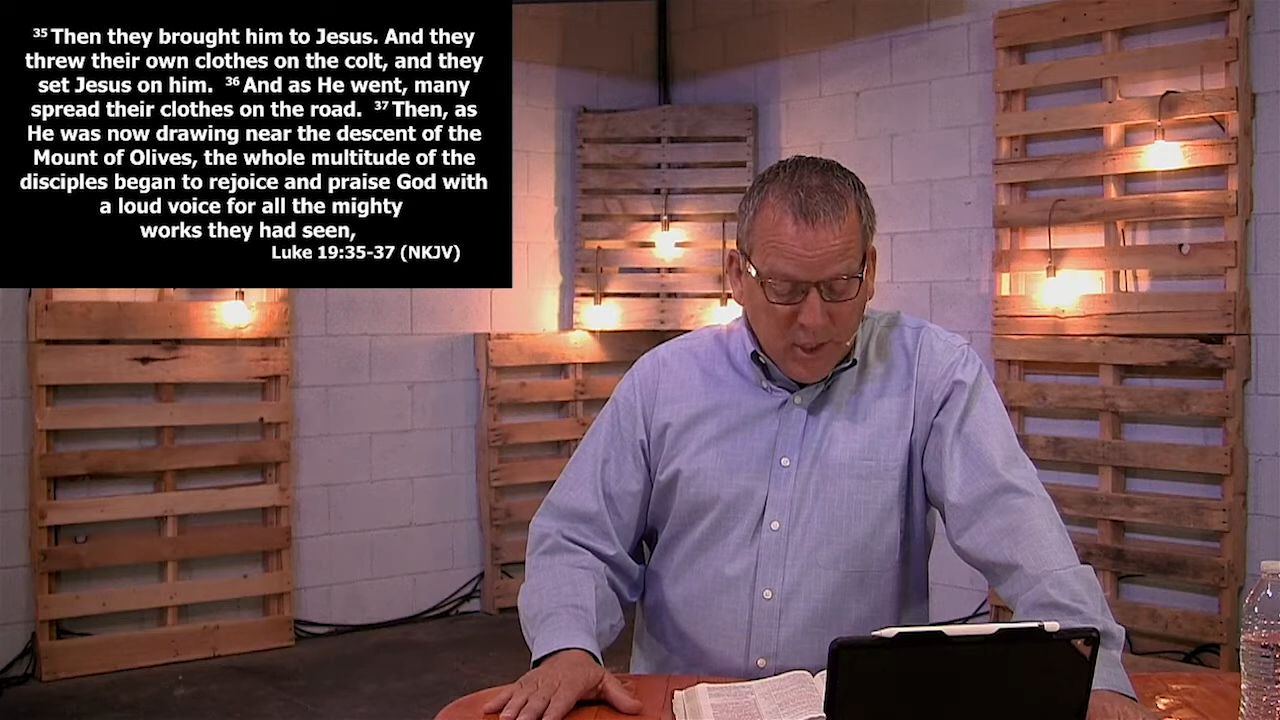 35 Then they brought him to Jesus. And they
threw their own clothes on the colt, and they
set Jesus on him. 36 And as He went, many
spread their clothes on the road. 37 Then, as
He was now drawing near the descent of the
Mount of Olives, the whole multitude of the
disciples began to rejoice and praise God with
a loud voice for all the mighty
works they had seen,
Luke 19:35-37 (NKJV)